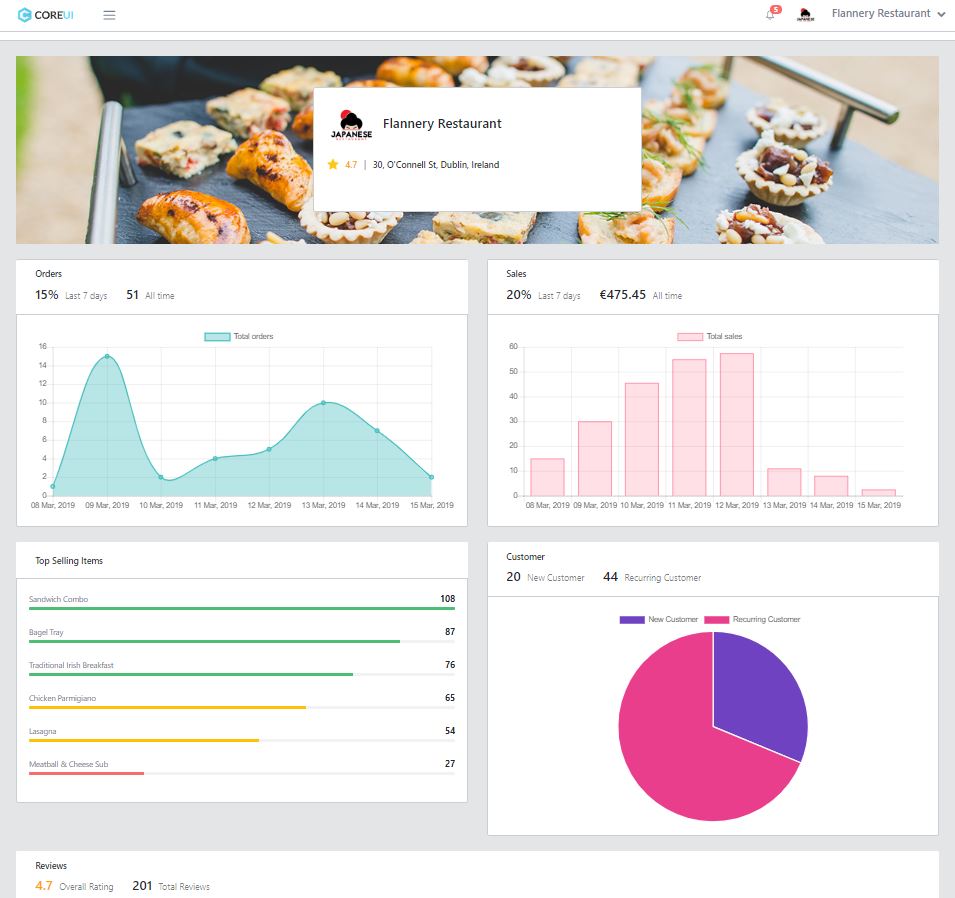 COREUI
5
Flannery Restaurant
JAPANESE
Flannery Restaurant
4.7 | 30, O'Connell St, Dublin, Ireland
Orders
15% Last 7 days 51 All time
Total orders
16
14
12
10
8
6
4
2
0
08 Mar, 2019 09 Mar, 2019 10 Mar, 2019 11 Mar, 2019 12 Mar, 2019 13 Mar, 2019 14 Mar, 2019 15 Mar, 2019
Sales
20% Last 7 days €475.45 All time
Total sales
60
50
40
30
20
10
0
08 Mar, 2019 09 Mar, 2019 10 Mar, 2019 11 Mar, 2019 12 Mar, 2019 13 Mar, 2019 14 Mar, 2019 15 Mar, 2019
Top Selling Items
Sandwich Combo 108
Bagel Tray 87
Traditional Irish Breakfast 76
Chicken Parmigiano 65
Lasagna 54
Meatball & Cheese Sub 27
Customer
20 New Customer 44 Recurring Customer
New Customer Recurring Customer
Reviews
4.7 Overall Rating 201 Total Reviews